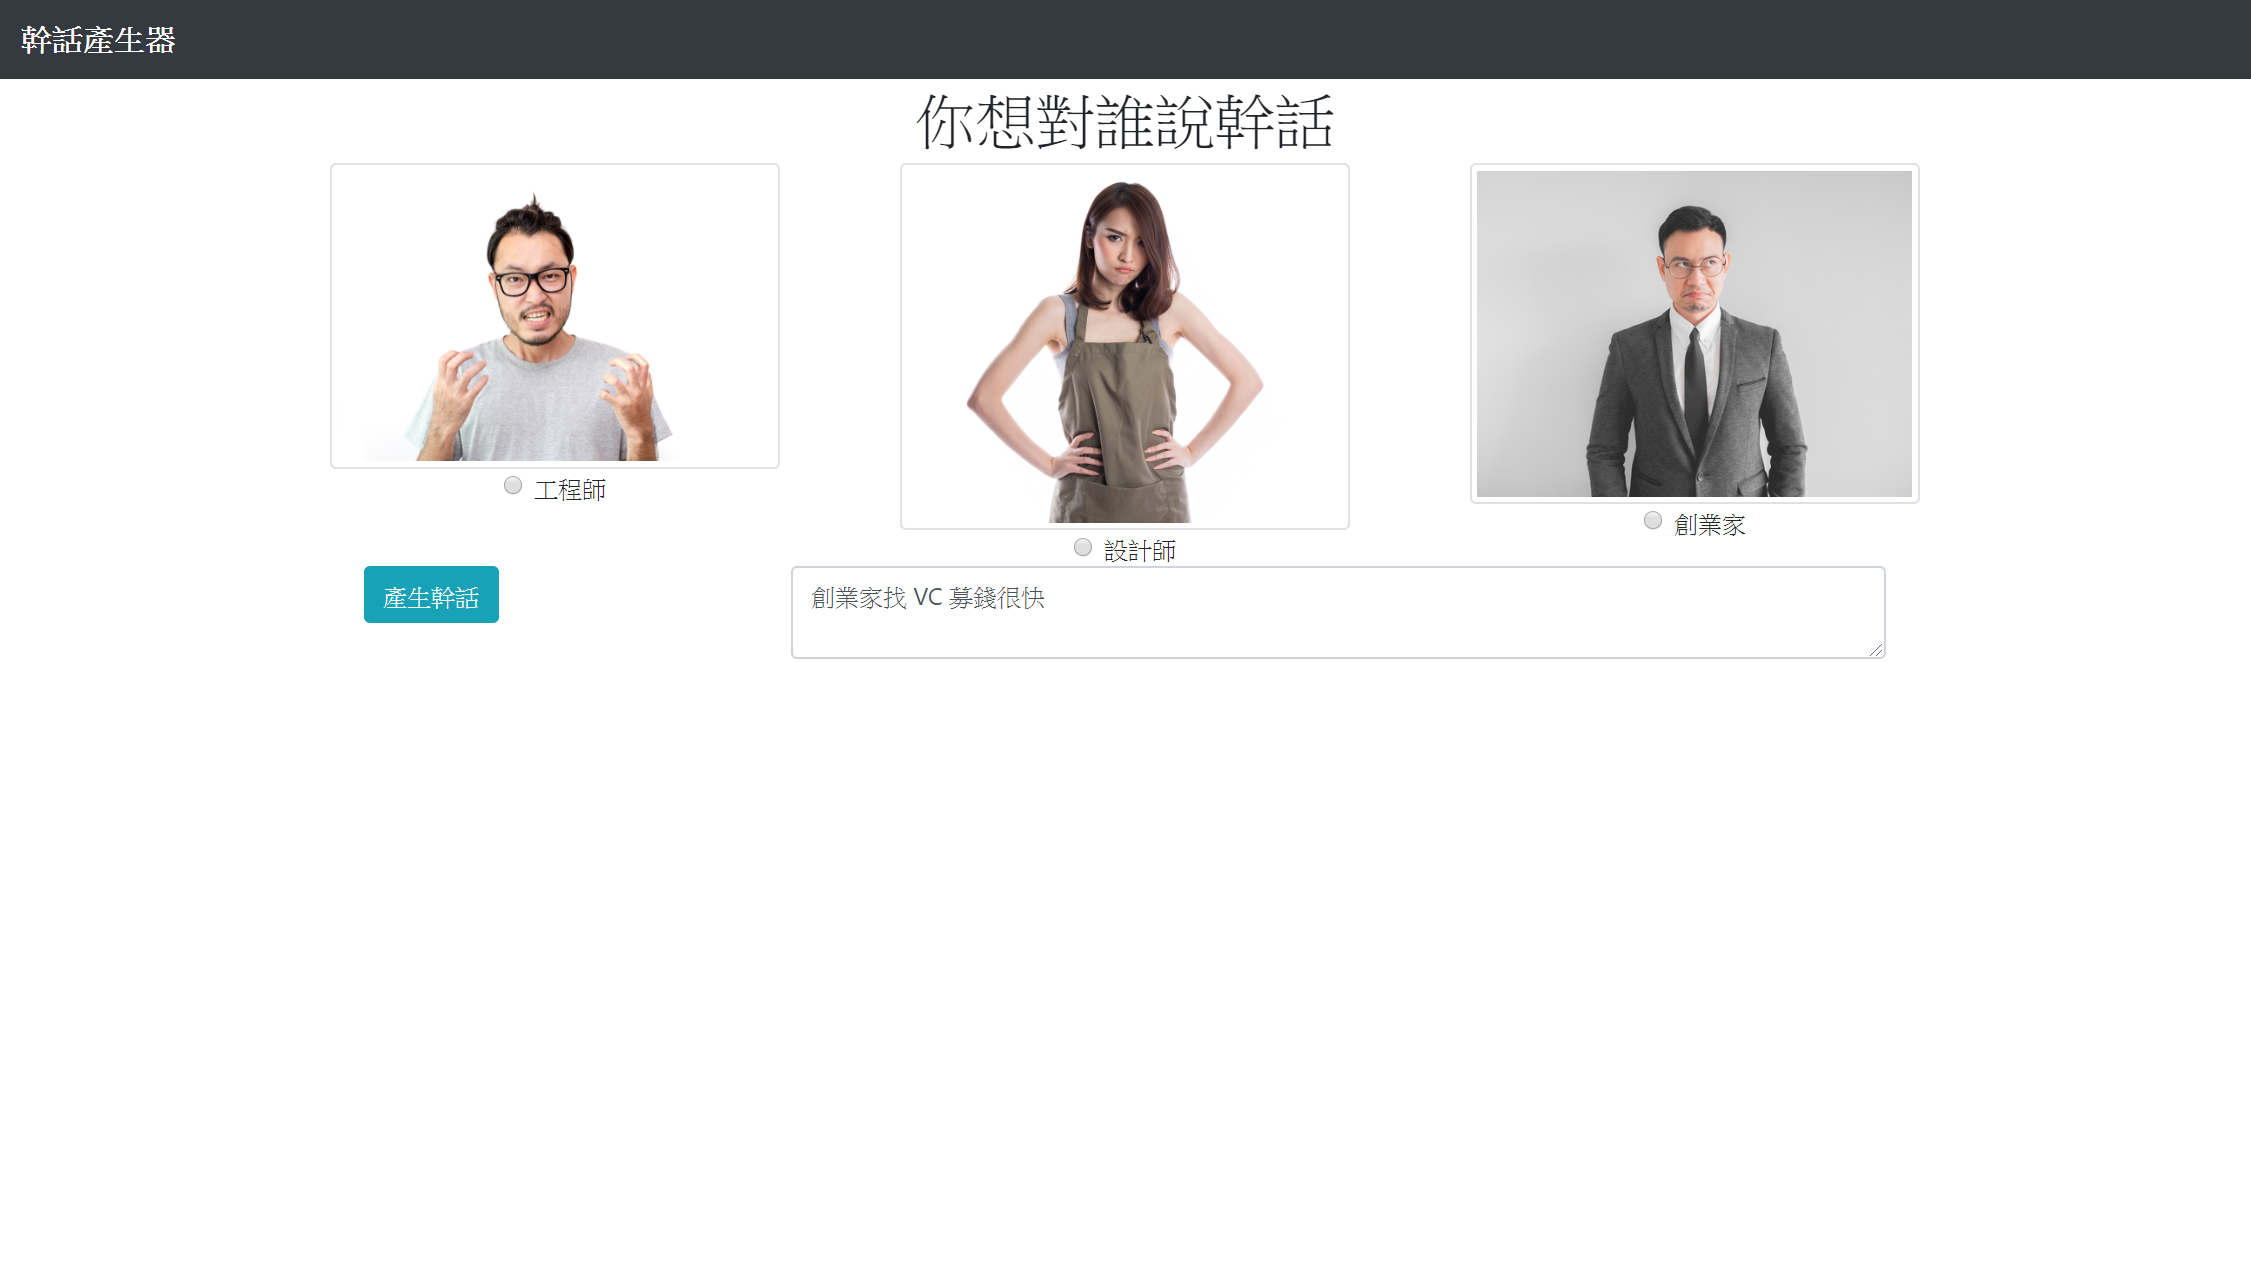 幹話產生器
你想對誰說幹話
工程師
設計師
創業家
產生幹話
創業家找 VC 募錢很快